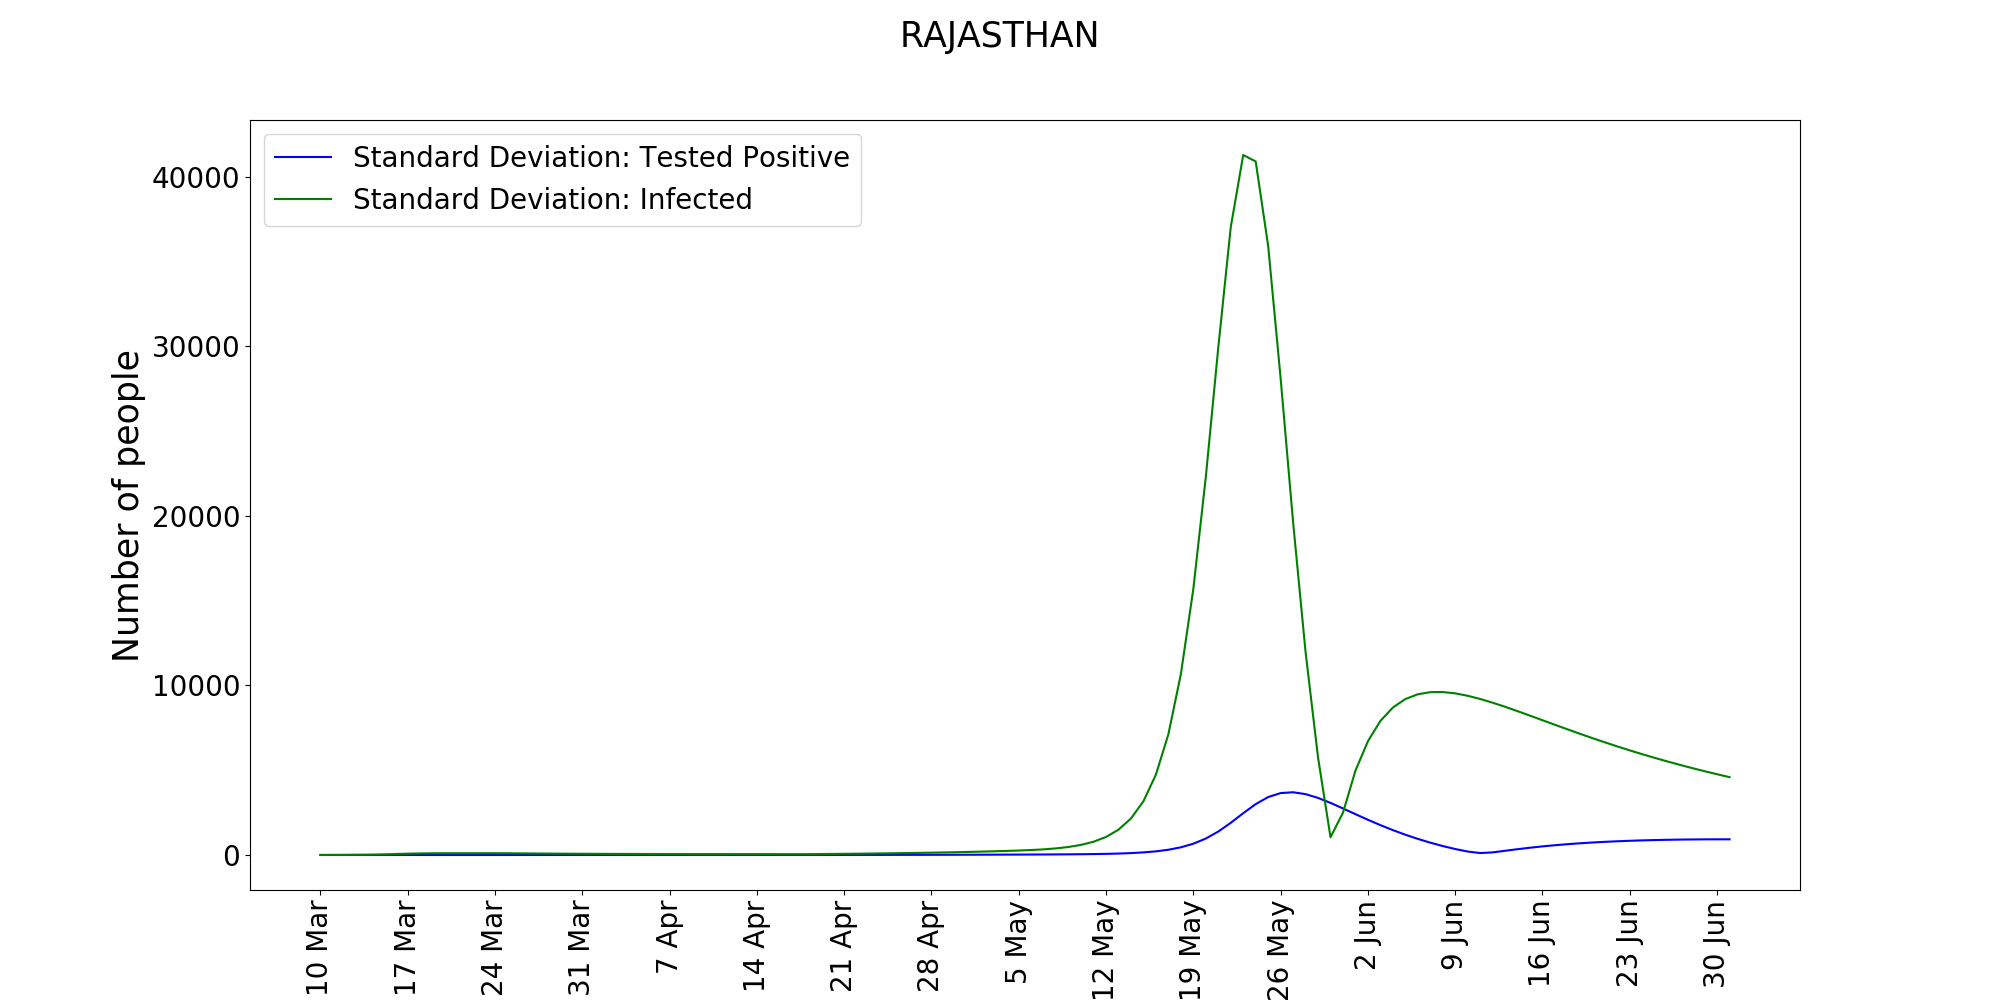 RAJASTHAN
Standard Deviation: Tested Positive
Standard Deviation: Infected
Number of people
40000
30000
20000
10000
0
10 Mar
17 Mar
24 Mar
31 Mar
7 Apr
14 Apr
21 Apr
28 Apr
5 May
12 May
19 May
26 May
2 Jun
9 Jun
16 Jun
23 Jun
30 Jun